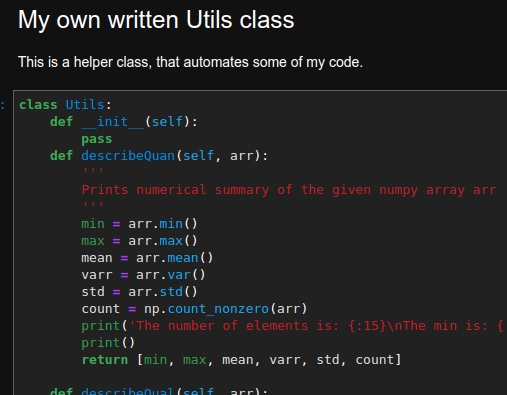 My own written Utils class
This is a helper class, that automates some of my code.
:
class Utils:
    def __init__(self):
        pass
    def describeQuan(self, arr):
        '''
        Prints numerical summary of the given numpy array arr
        '''
        min = arr.min()
        max = arr.max()
        mean = arr.mean()
        varr = arr.var()
        std = arr.std()
        count = np.count_nonzero(arr)
        print('The number of elements is: {:15}\nThe min is: {
        print()
        return [min, max, mean, varr, std, count]
    def describeQual(self, arr):